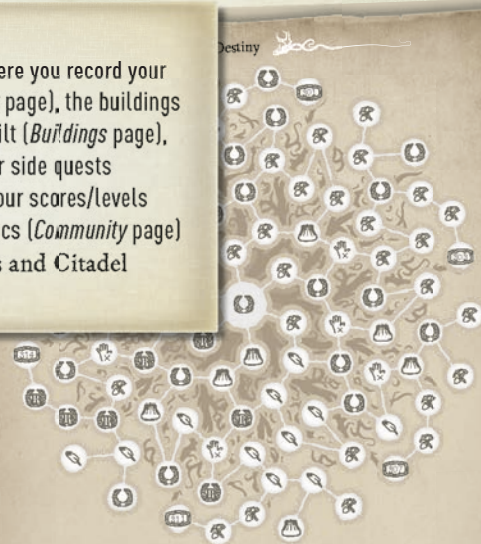 Destiny
ere you record your
page), the buildings
ilt (Buildings page),
r side quests
our scores/levels
cs (Community page)
s and Citadel